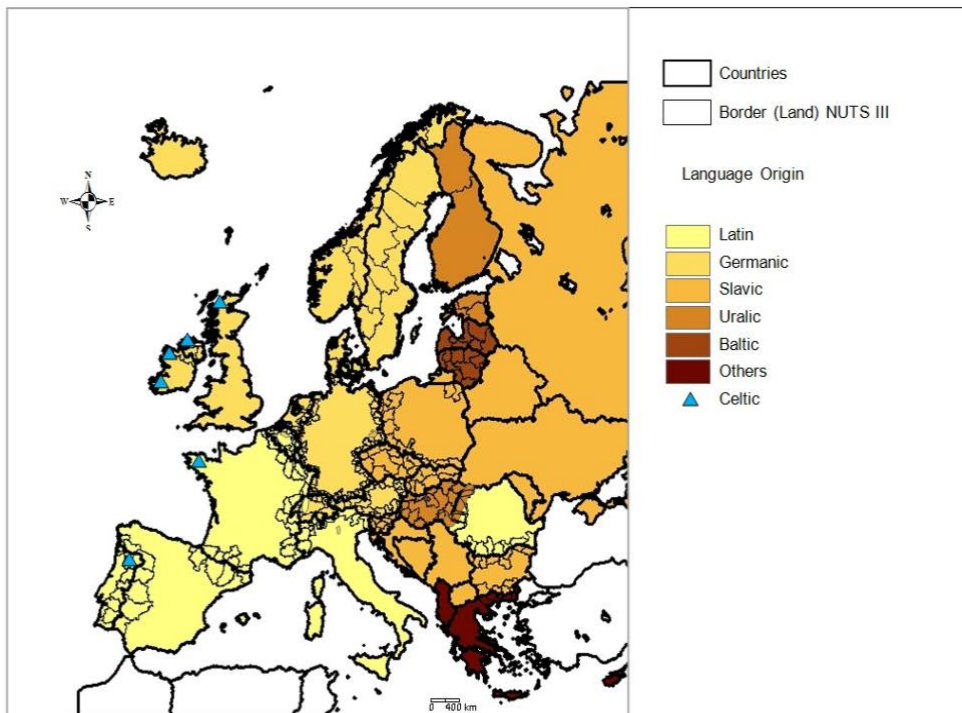 Countries
Border (Land) NUTS III
Language Origin
N
W E
S
Latin
Germanic
Slavic
Uralic
Baltic
Others
Celtic
0 400 km